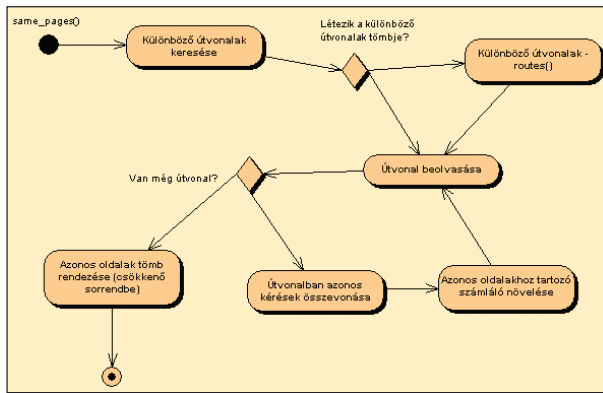 same_pages()
Különböző útvonalak
keresése
Létezik a különböző
útvonalak tömbje?
Különböző útvonalak -
routes()
Útvonal beolvasása
Van még útvonal?
Azonos oldalak tömb
rendezése (csökkenő
sorrendbe)
Útvonalban azonos
kérések összevonása
Azonos oldalakhoz tartozó
számláló növelése